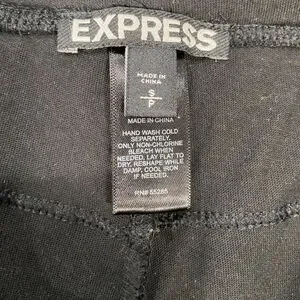 EXPRESS
MADE IN
CHINA
S
P
MADE IN CHINA
HAND WASH COLD
SEPARATELY.
ONLY NON-CHLORINE
BLEACH WHEN
NEEDED, LAY FLAT TO
DRY, RESHAPE WHILE
DAMP, COOL IRON
IF NEEDED.
RN# 55285